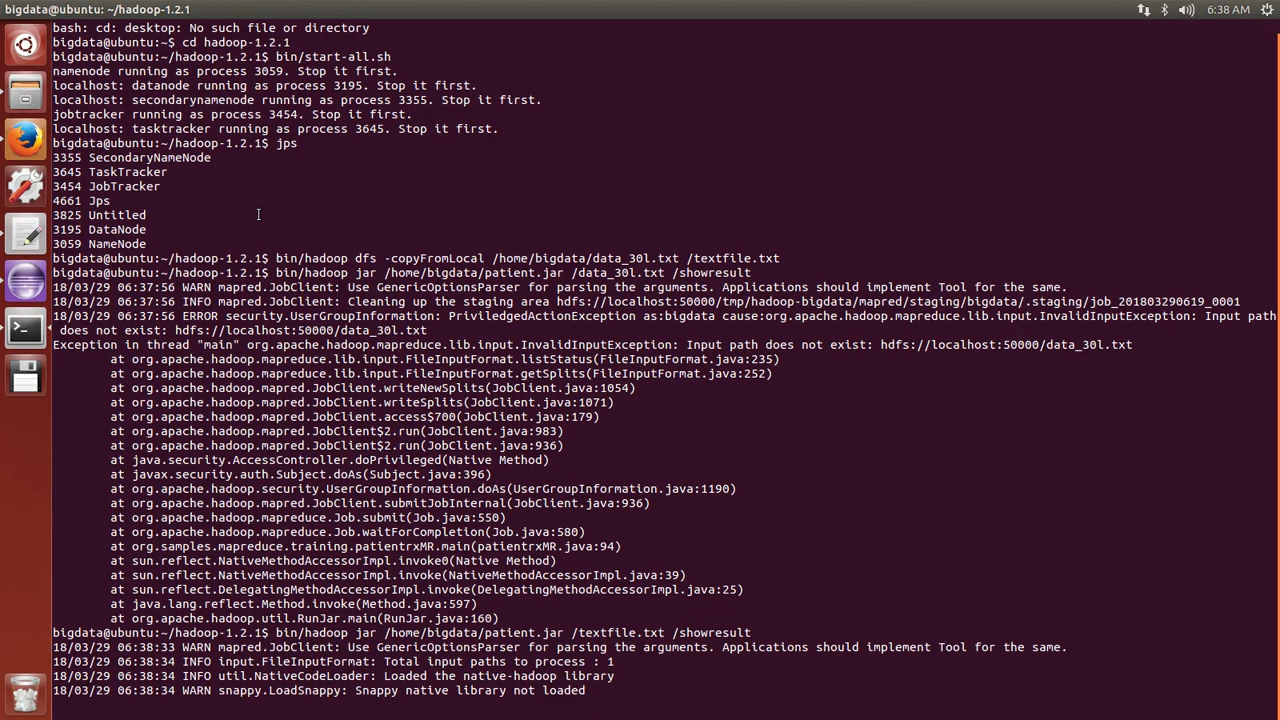 bigdata@ubuntu: ~/hadoop-1.2.1
6:38 AM
bash: cd: desktop: No such file or directory
bigdata@ubuntu:~$ cd hadoop-1.2.1
bigdata@ubuntu:~/hadoop-1.2.1$ bin/start-all.sh
namenode running as process 3059. Stop it first.
localhost: datanode running as process 3195. Stop it first.
localhost: secondarynamenode running as process 3355. Stop it first.
jobtracker running as process 3454. Stop it first.
localhost: tasktracker running as process 3645. Stop it first.
bigdata@ubuntu:~/hadoop-1.2.1$ jps
3355 SecondaryNameNode
3645 TaskTracker
3454 JobTracker
4661 Jps
3825 Untitled
3195 DataNode
3059 NameNode
bigdata@ubuntu:~/hadoop-1.2.1$ bin/hadoop dfs -copyFromLocal /home/bigdata/data_30l.txt /textfile.txt
bigdata@ubuntu:~/hadoop-1.2.1$ bin/hadoop jar /home/bigdata/patient.jar /data_30l.txt /showresult
18/03/29 06:37:56 WARN mapred.JobClient: Use GenericOptionsParser for parsing the arguments. Applications should implement Tool for the same.
18/03/29 06:37:56 INFO mapred.JobClient: Cleaning up the staging area hdfs://localhost:50000/tmp/hadoop-bigdata/mapred/staging/bigdata/.staging/job_201803290619_0001
18/03/29 06:37:56 ERROR security.UserGroupInformation: PriviledgedActionException as:bigdata cause:org.apache.hadoop.mapreduce.lib.input.InvalidInputException: Input path
 does not exist: hdfs://localhost:50000/data_30l.txt
Exception in thread "main" org.apache.hadoop.mapreduce.lib.input.InvalidInputException: Input path does not exist: hdfs://localhost:50000/data_30l.txt
        at org.apache.hadoop.mapreduce.lib.input.FileInputFormat.listStatus(FileInputFormat.java:235)
        at org.apache.hadoop.mapreduce.lib.input.FileInputFormat.getSplits(FileInputFormat.java:252)
        at org.apache.hadoop.mapred.JobClient.writeNewSplits(JobClient.java:1054)
        at org.apache.hadoop.mapred.JobClient.writeSplits(JobClient.java:1071)
        at org.apache.hadoop.mapred.JobClient.access$700(JobClient.java:179)
        at org.apache.hadoop.mapred.JobClient$2.run(JobClient.java:983)
        at org.apache.hadoop.mapred.JobClient$2.run(JobClient.java:936)
        at java.security.AccessController.doPrivileged(Native Method)
        at javax.security.auth.Subject.doAs(Subject.java:396)
        at org.apache.hadoop.security.UserGroupInformation.doAs(UserGroupInformation.java:1190)
        at org.apache.hadoop.mapred.JobClient.submitJobInternal(JobClient.java:936)
        at org.apache.hadoop.mapreduce.Job.submit(Job.java:550)
        at org.apache.hadoop.mapreduce.Job.waitForCompletion(Job.java:580)
        at org.samples.mapreduce.training.patientrxMR.main(patientrxMR.java:94)
        at sun.reflect.NativeMethodAccessorImpl.invoke0(Native Method)
        at sun.reflect.NativeMethodAccessorImpl.invoke(NativeMethodAccessorImpl.java:39)
        at sun.reflect.DelegatingMethodAccessorImpl.invoke(DelegatingMethodAccessorImpl.java:25)
        at java.lang.reflect.Method.invoke(Method.java:597)
        at org.apache.hadoop.util.RunJar.main(RunJar.java:160)
bigdata@ubuntu:~/hadoop-1.2.1$ bin/hadoop jar /home/bigdata/patient.jar /textfile.txt /showresult
18/03/29 06:38:33 WARN mapred.JobClient: Use GenericOptionsParser for parsing the arguments. Applications should implement Tool for the same.
18/03/29 06:38:34 INFO input.FileInputFormat: Total input paths to process : 1
18/03/29 06:38:34 INFO util.NativeCodeLoader: Loaded the native-hadoop library
18/03/29 06:38:34 WARN snappy.LoadSnappy: Snappy native library not loaded